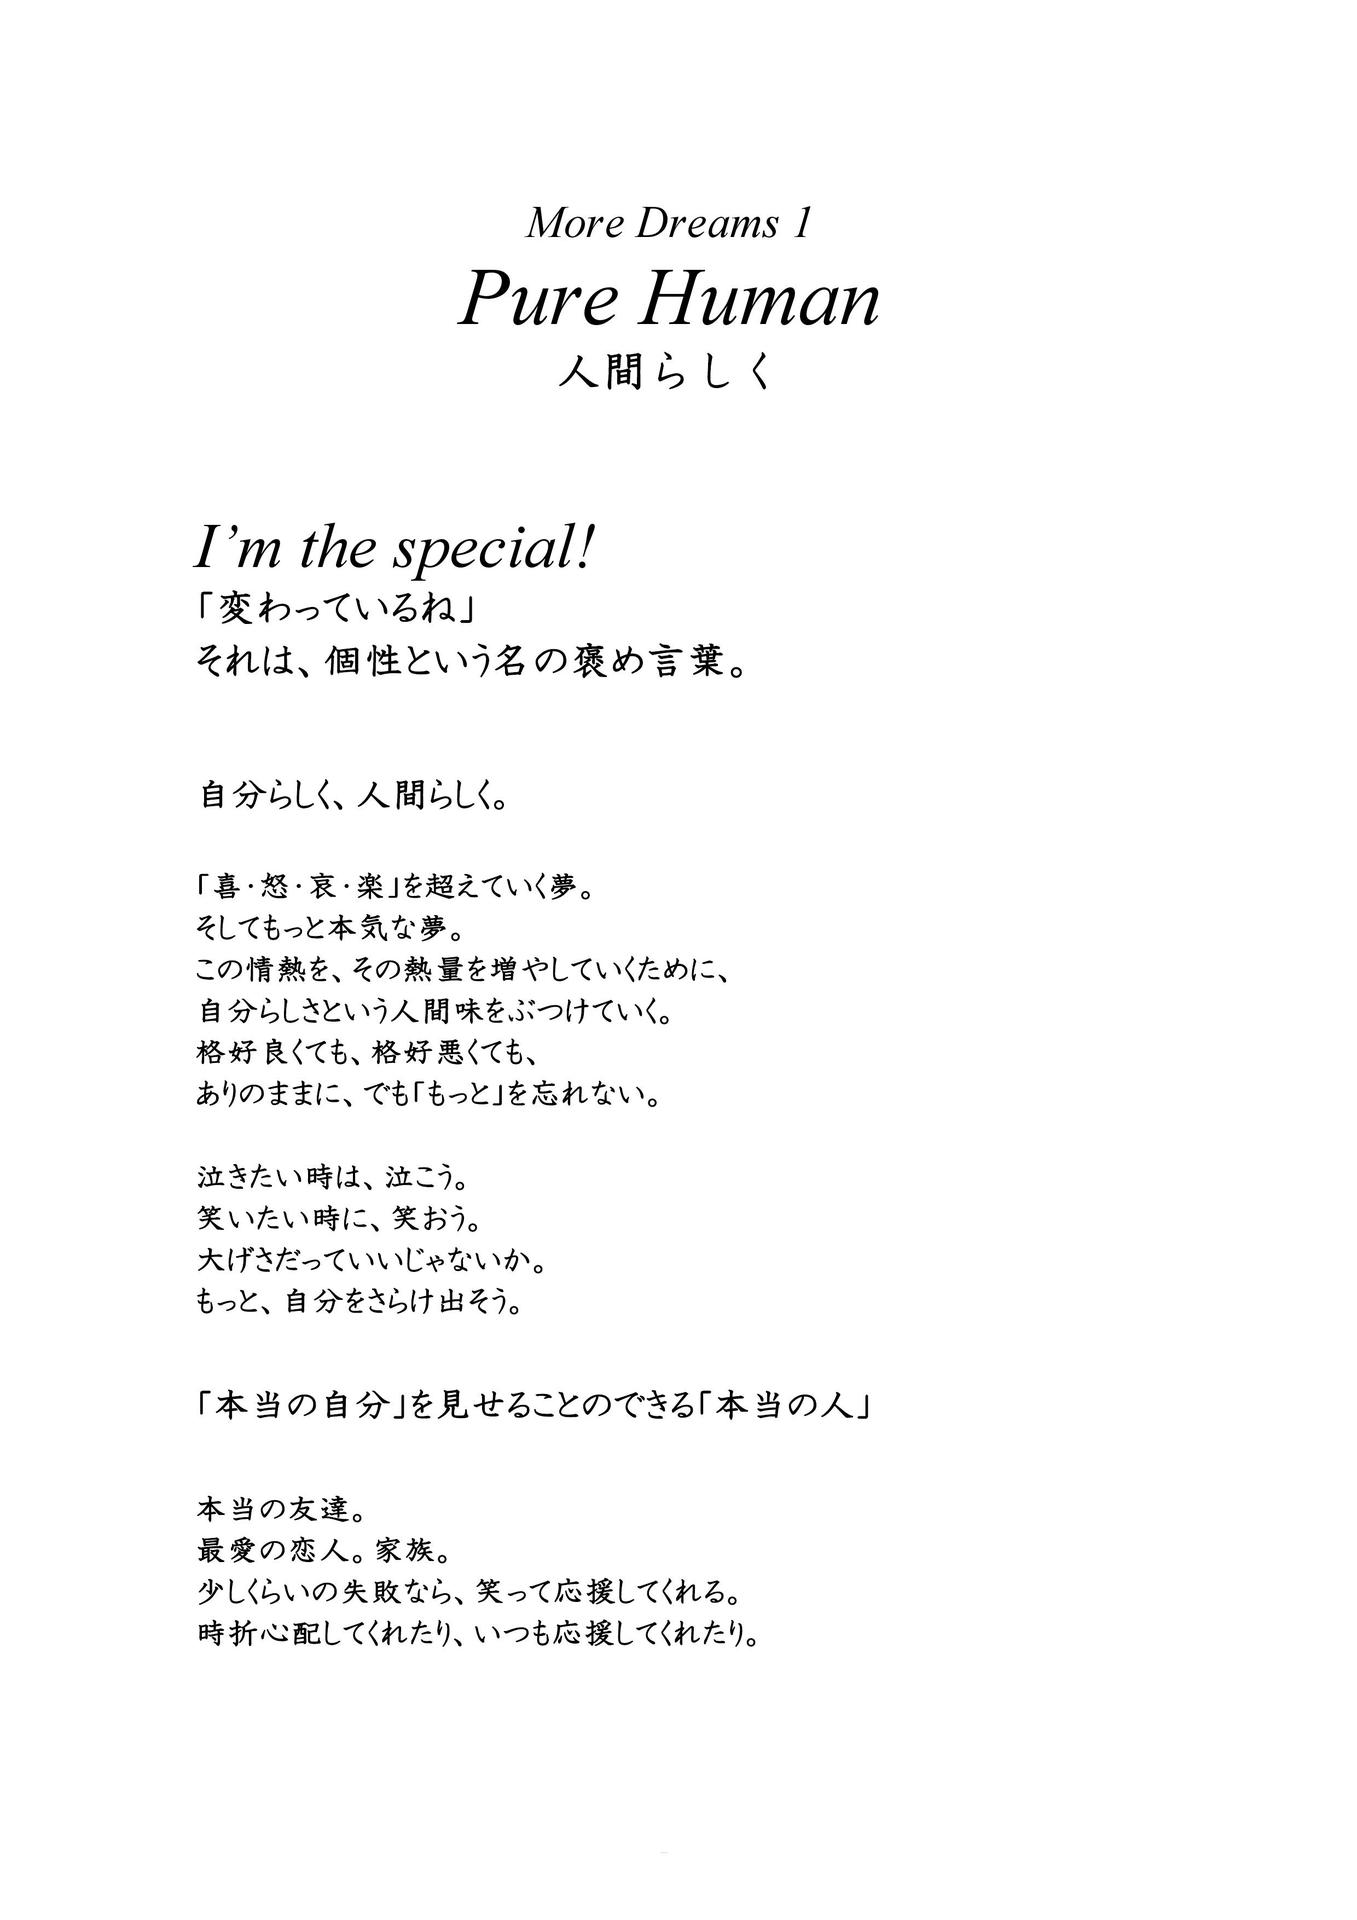 More Dreams 1
Pure Human
人間らしく
I’m the special!
「変わっているね」
それは、個性という名の褒め言葉。
自分らしく、人間らしく。
「喜・怒・哀・楽」を超えていく夢。
そしてもっと本気な夢。
この情熱を、その熱量を増やしていくために、
自分らしさという人間味をぶつけていく。
格好良くても、格好悪くても、
ありのままに、でも「もっと」を忘れない。
泣きたい時は、泣こう。
笑いたい時に、笑おう。
大げさだっていいじゃないか。
もっと、自分をさらけ出そう。
「本当の自分」を見せることのできる「本当の人」
本当の友達。
最愛の恋人。家族。
少しくらいの失敗なら、笑って応援してくれる。
時折心配してくれたり、いつも応援してくれたり。